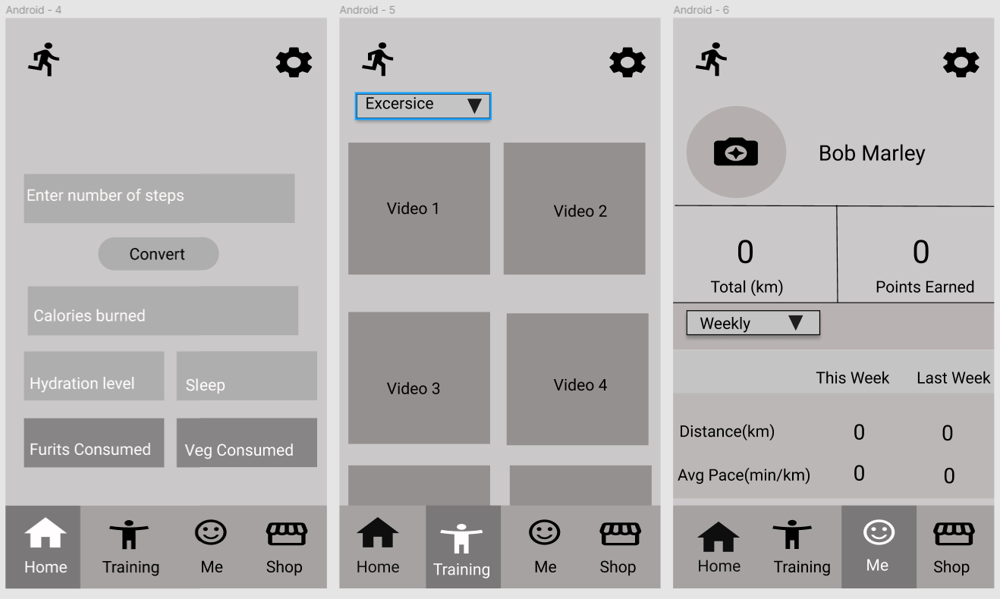 Android - 4
Enter number of steps
Convert
Calories burned
Hydration level
Sleep
Furits Consumed
Veg Consumed
Home
Training
Me
Shop
Android - 5
Excersice
Video 1
Video 2
Video 3
Video 4
Home
Training
Me
Shop
Android - 6
Bob Marley
0
Total (km)
0
Points Earned
Weekly
This Week Last Week
Distance(km) 0 0
Avg Pace(min/km) 0 0
Home
Training
Me
Shop